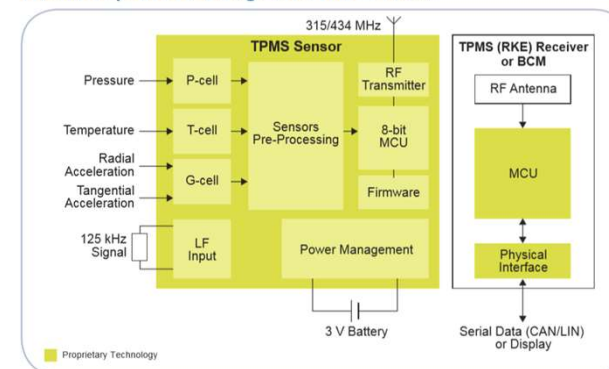 315/434 MHz
TPMS Sensor
Pressure
P-cell
Temperature
T-cell
Radial
Acceleration
Tangential
Acceleration
G-cell
Sensors
Pre-Processing
RF
Transmitter
8-bit
MCU
Firmware
125 kHz
Signal
LF
Input
Power Management
3 V Battery
TPMS (RKE) Receiver
or BCM
RF Antenna
MCU
Physical
Interface
Serial Data (CAN/LIN)
or Display
Proprietary Technology